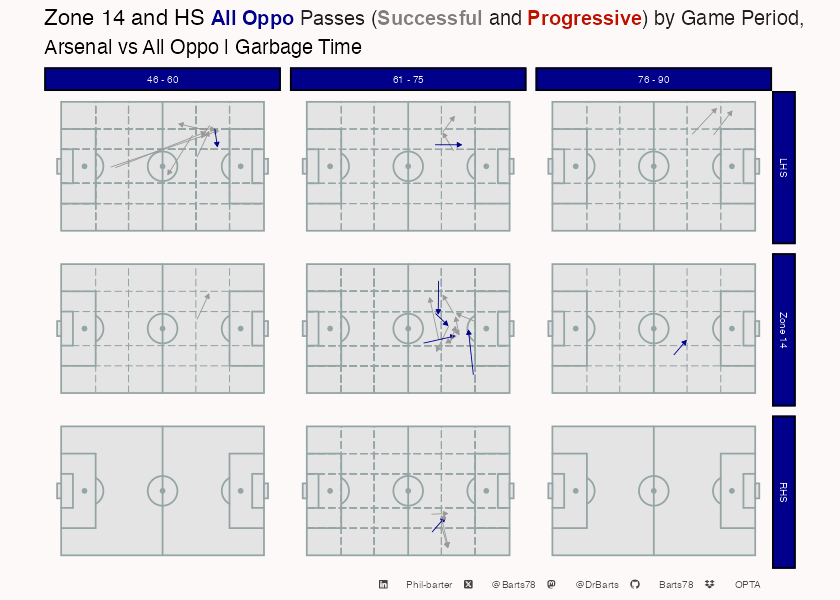 Zone 14 and HS All Oppo Passes (Successful and Progressive) by Game Period,
Arsenal vs All Oppo | Garbage Time
46 - 60 61 - 75 76 - 90
LHS
Zone 14
RHS
Phil-barter @Barts78 @DrBarts Barts78 OPTA